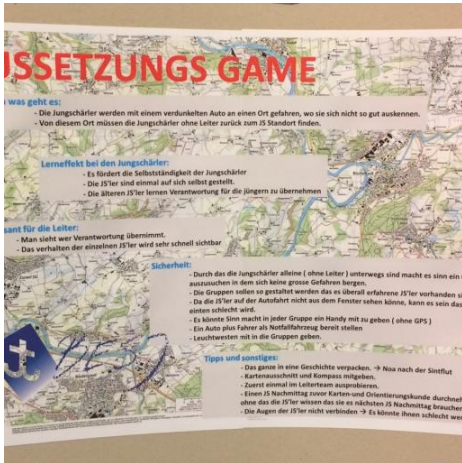 USSETZUNGS GAME
was geht es:
- Die Jungschärler werden mit einem verdunkelten Auto an einen Ort gefahren, wo sie sich nicht so gut auskennen.
- Von diesem Ort müssen die Jungschärler ohne Leiter zurück zum JS Standort finden.
Lerneffekt bei den Jungschärler:
- Es fördert die Selbstständigkeit der Jungschärler
- Die JS'ler sind einmal auf sich selbst gestellt.
- Die älteren JS'ler lernen Verantwortung für die jüngern zu übernehmen
sant für die Leiter:
- Man sieht wer Verantwortung übernimmt.
- Das verhalten der einzelnen JS'ler wird sehr schnell sichtbar
Sicherheit:
- Durch das die Jungschärler alleine ( ohne Leiter ) unterwegs sind macht es sinn ein
auszusuchen in dem sich keine grosse Gefahren bergen.
- Die Gruppen sollen so gestaltet werden das es überall erfahrene JS'ler vorhanden si
- Da die JS'ler auf der Autofahrt nicht aus dem Fenster sehen könne, kann es sein das
einten schlecht wird.
- Es könnte Sinn macht in jeder Gruppe ein Handy mit zu geben ( ohne GPS )
- Ein Auto plus Fahrer als Notfallfahrzeug bereit stellen
- Leuchtwesten mit in die Gruppen geben.
Tipps und sonstiges:
- Das ganze in eine Geschichte verpacken. → Noa nach der Sintflut
- Kartenausschnitt und Kompass mitgeben.
- Zuerst einmal im Leiterteam ausprobieren.
- Einen JS Nachmittag zuvor Karten-und Orientierungskunde durchneh
ohne das die JS'ler wissen das sie es nächsten JS Nachmittag braucher
- Die Augen der JS'ler nicht verbinden → Es könnte ihnen schlecht wer